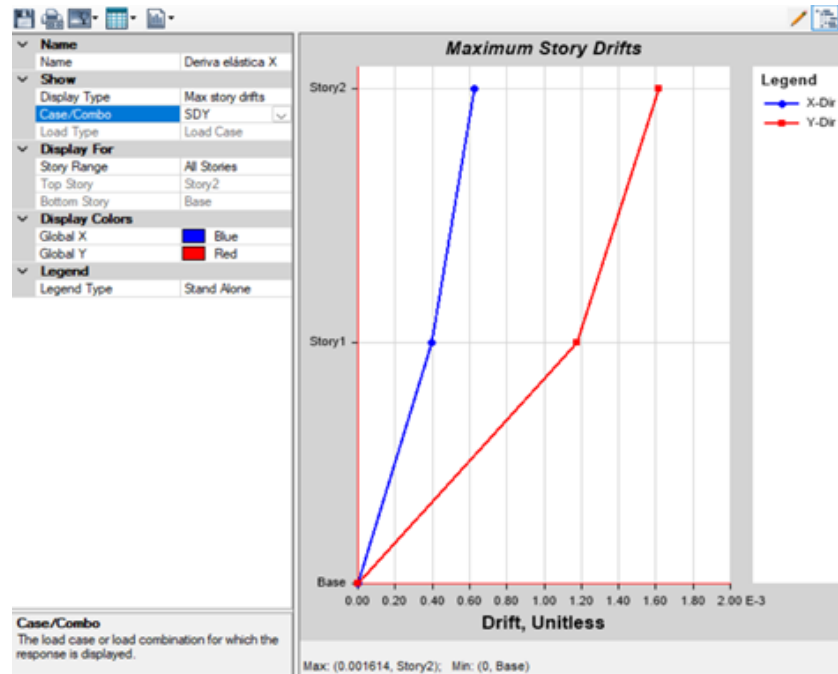 Name
Name Deriva elástica X
Show
Display Type Max story drifts
Case/Combo SDY
Load Type Load Case
Display For
Story Range All Stories
Top Story Story2
Bottom Story Base
Display Colors
Global X Blue
Global Y Red
Legend
Legend Type Stand Alone
Case/Combo
The load case or load combination for which the
response is displayed.
Maximum Story Drifts
Story2
Story1
Base
0.00 0.20 0.40 0.60 0.80 1.00 1.20 1.40 1.60 1.80 2.00 E-3
Drift, Unitless
Legend
X-Dir
Y-Dir
Max: (0.001614, Story2); Min: (0, Base)